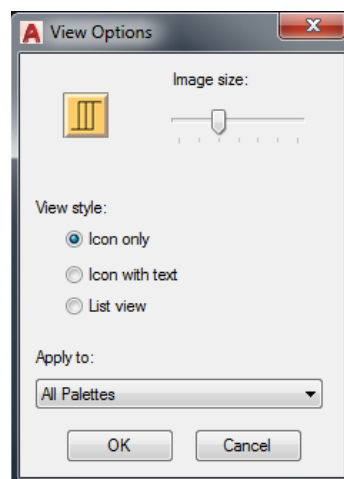 A View Options
Image size:
View style:
Icon only
Icon with text
List view
Apply to:
All Palettes
OK
Cancel